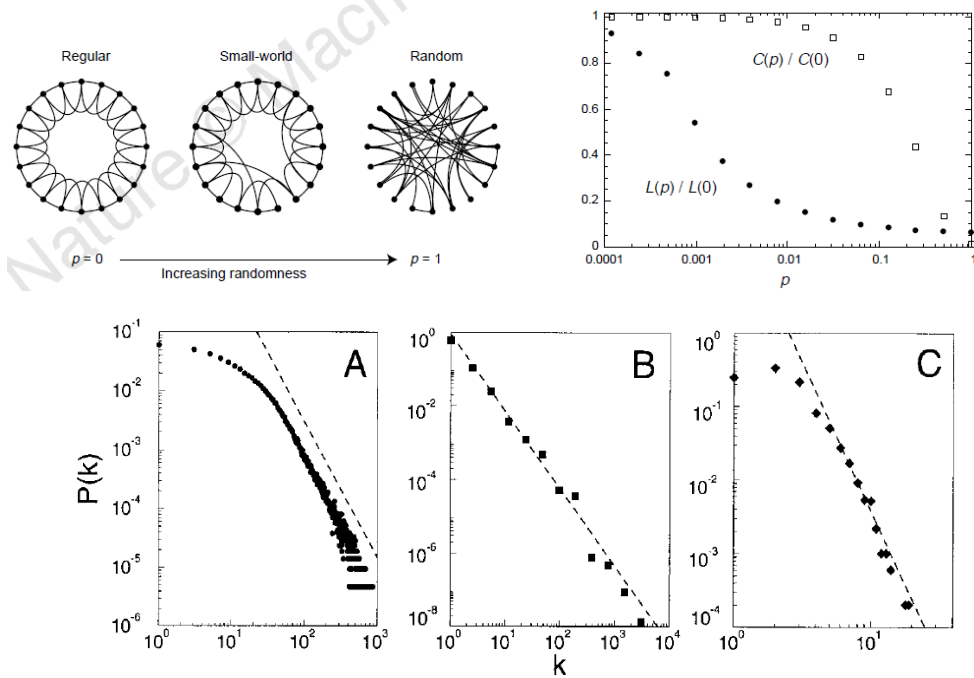 Nature © Mach
Regular Small-world Random
p = 0 p = 1
Increasing randomness
1
0.8
0.6
0.4
0.2
0
C(p) / C(0)
L(p) / L(0)
0.0001 0.001 0.01 0.1 1
p
A
B
C
P(k)
10^-1
10^-2
10^-3
10^-4
10^-5
10^-6
10^0 10^1 10^2 10^3
10^0
10^-2
10^-4
10^-6
10^-8
10^0 10^1 10^2 10^3 10^4
10^0
10^-1
10^-2
10^-3
10^-4
10^0 10^1
k